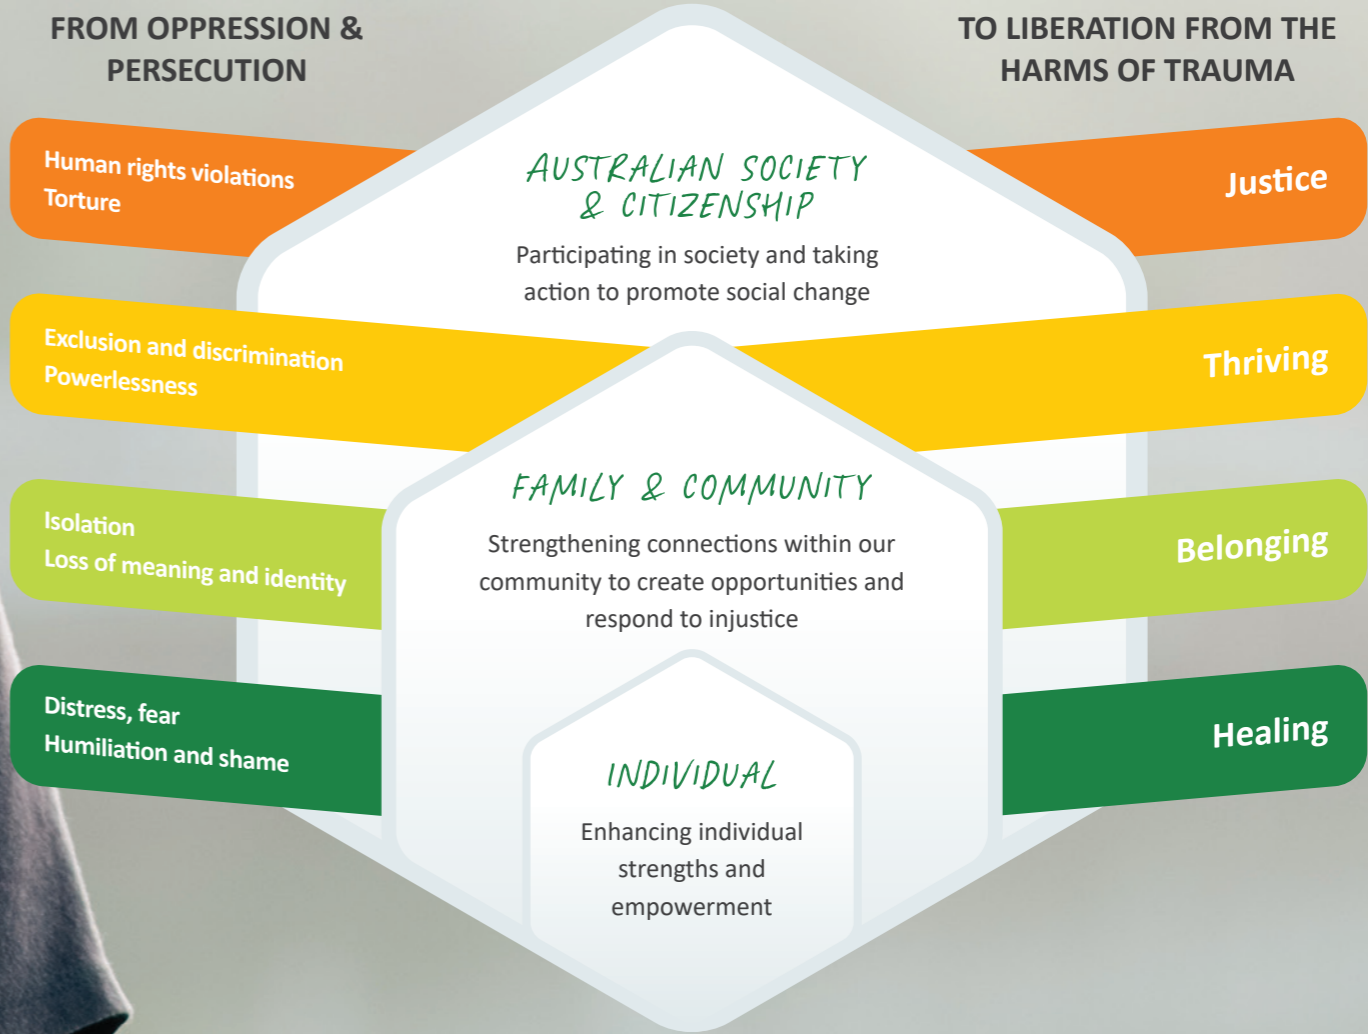 FROM OPPRESSION &
PERSECUTION
TO LIBERATION FROM THE
HARMS OF TRAUMA
Human rights violations
Torture
AUSTRALIAN SOCIETY
& CITIZENSHIP
Participating in society and taking
action to promote social change
Justice
Exclusion and discrimination
Powerlessness
Thriving
FAMILY & COMMUNITY
Strengthening connections within our
community to create opportunities and
respond to injustice
Isolation
Loss of meaning and identity
Belonging
Distress, fear
Humiliation and shame
INDIVIDUAL
Enhancing individual
strengths and
empowerment
Healing